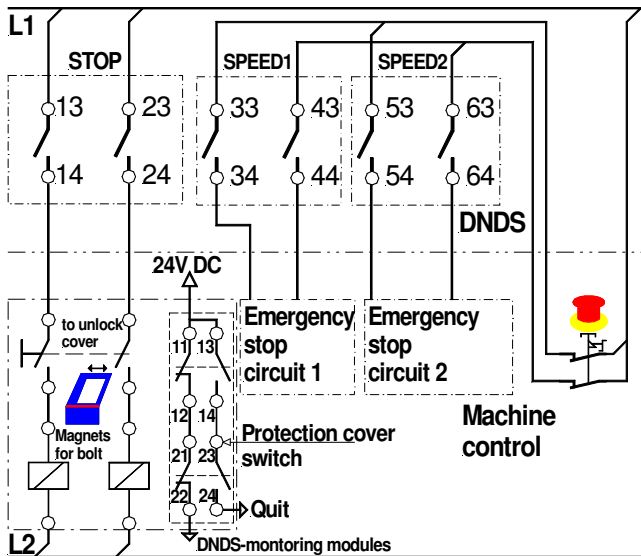 L1
STOP
SPEED1
SPEED2
13
23
33
43
53
63
14
24
34
44
54
64
DNDS
24V DC
to unlock
cover
11
13
Emergency
stop
circuit 1
Emergency
stop
circuit 2
12
14
Magnets
for bolt
21
23
Protection cover
switch
Machine
control
22
24
Quit
L2
DNDS-montoring modules